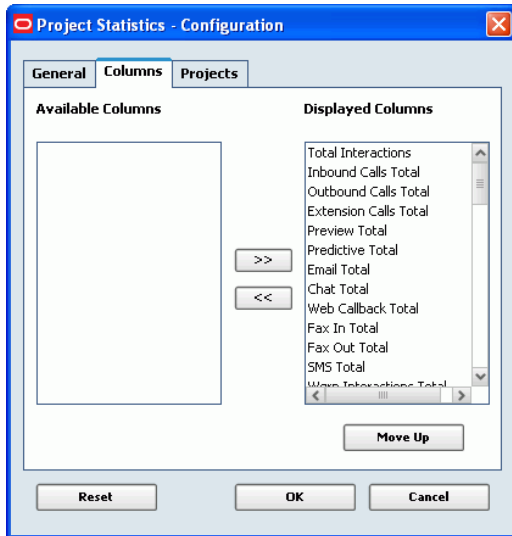 Project Statistics - Configuration
General Columns Projects
Available Columns Displayed Columns
Total Interactions
Inbound Calls Total
Outbound Calls Total
Extension Calls Total
Preview Total
Predictive Total
>>
Email Total
Chat Total
<<
Web Callback Total
Fax In Total
Fax Out Total
SMS Total
Interactions Total
Move Up
Reset OK Cancel